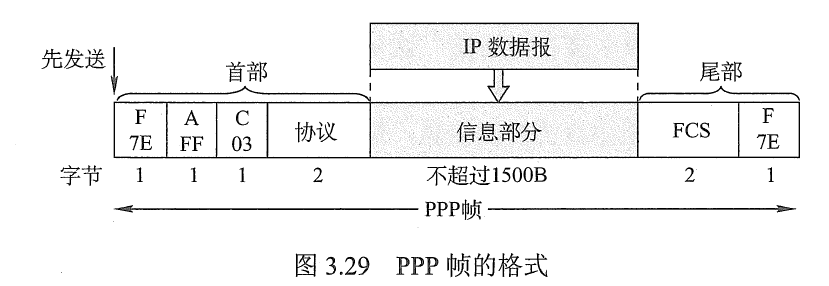 IP 数据报
先发送
首部
尾部
F A C F
7E FF 03 协议 信息部分 FCS 7E
字节 1 1 1 2 不超过1500B 2 1
PPP帧
图 3.29 PPP 帧的格式